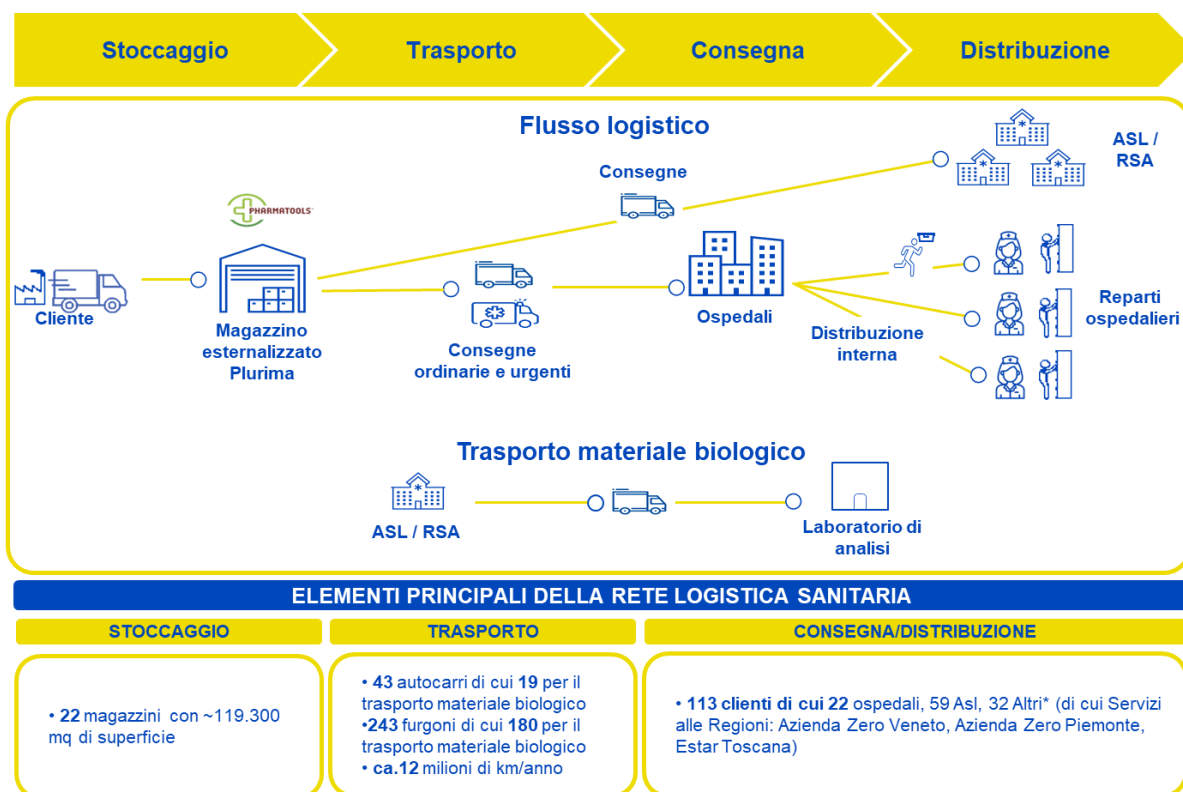 Stoccaggio
Trasporto
Consegna
Distribuzione
Flusso logistico
ASL /
RSA
Consegne
PHARMATOOLS®
Cliente
Magazzino
esternalizzato
Plurima
Consegne
ordinarie e urgenti
Ospedali
Distribuzione
interna
Reparti
ospedalieri
Trasporto materiale biologico
ASL / RSA
Laboratorio di
analisi
ELEMENTI PRINCIPALI DELLA RETE LOGISTICA SANITARIA
STOCCAGGIO
• 22 magazzini con ~119.300
mq di superficie
TRASPORTO
• 43 autocarri di cui 19 per il
trasporto materiale biologico
•243 furgoni di cui 180 per il
trasporto materiale biologico
• ca.12 milioni di km/anno
CONSEGNA/DISTRIBUZIONE
• 113 clienti di cui 22 ospedali, 59 Asl, 32 Altri* (di cui Servizi
alle Regioni: Azienda Zero Veneto, Azienda Zero Piemonte,
Estar Toscana)